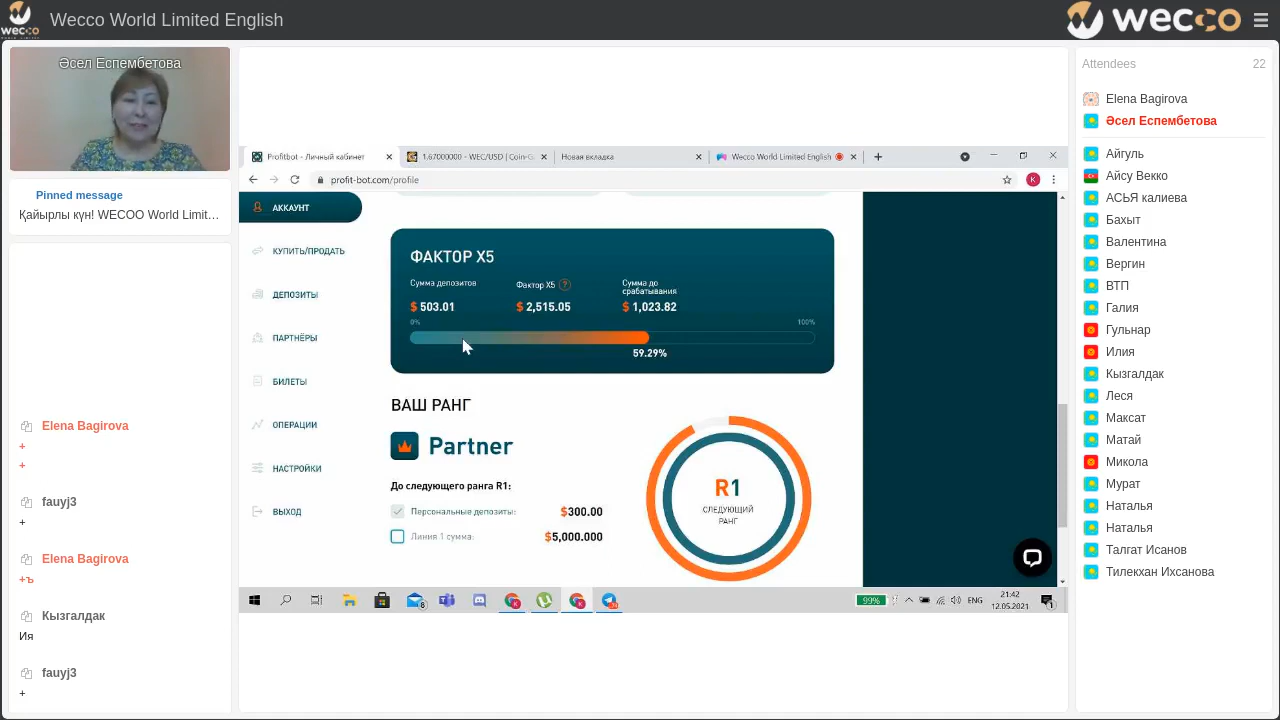 wecco
WORLD LIMITED
Wecco World Limited English
wecco
Әсел Еспембетова
Pinned message
Қайырлы күн! WECOO World Limit…
Elena Bagirova
+
+
fauyj3
+
Elena Bagirova
+ъ
Кызгалдак
Ия
fauyj3
+
Profitbot - Личный кабинет
1.67000000 - WEC/USD | Coin-G
Новая вкладка
Wecco World Limited English
profit-bot.com/profile
K
АККАУНТ
КУПИТЬ/ПРОДАТЬ
ДЕПОЗИТЫ
ПАРТНЁРЫ
БИЛЕТЫ
ОПЕРАЦИИ
НАСТРОЙКИ
ВЫХОД
ФАКТОР X5
Сумма депозитов
$ 503.01
Фактор X5 ?
$ 2,515.05
Сумма до
срабатывания
$ 1,023.82
0%
100%
59.29%
ВАШ РАНГ
Partner
До следующего ранга R1:
Персональные депозиты: $300.00
Линия 1 сумма: $5,000.000
R1
СЛЕДУЮЩИЙ
РАНГ
8
99%
ENG
21:42
12.05.2021
1
Attendees 22
Elena Bagirova
Әсел Еспембетова
Айгуль
Айсу Векко
АСЬЯ калиева
Бахыт
Валентина
Вергин
ВТП
Галия
Гульнар
Илия
Кызгалдак
Леся
Максат
Матай
Микола
Мурат
Наталья
Наталья
Талгат Исанов
Тилекхан Ихсанова